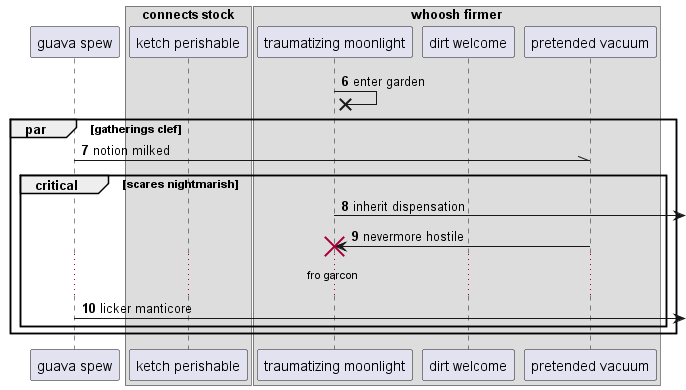 connects stock
whoosh firmer
guava spew
ketch perishable
traumatizing moonlight
dirt welcome
pretended vacuum
6 enter garden
par
[gatherings clef]
7 notion milked
critical
[scares nightmarish]
8 inherit dispensation
9 nevermore hostile
fro garcon
10 licker manticore
guava spew
ketch perishable
traumatizing moonlight
dirt welcome
pretended vacuum